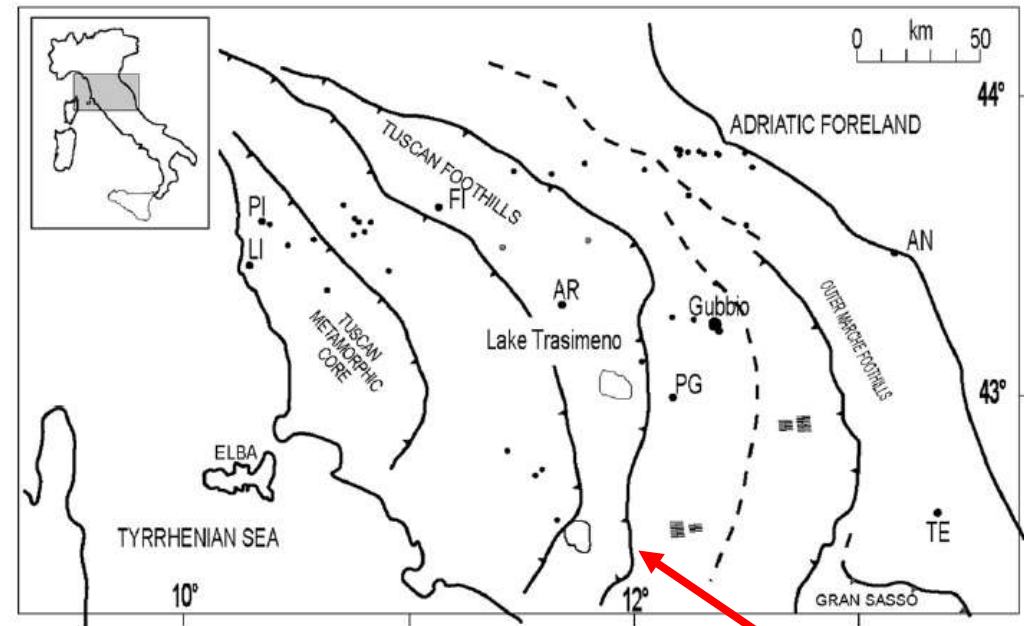 0 km 50
44°
ADRIATIC FORELAND
TUSCAN FOOTHILLS
PI
FI
LI
AN
AR
Gubbio
Lake Trasimeno
OUTER MARCHE FOOTHILLS
TUSCAN
METAMORPHIC
CORE
43°
PG
ELBA
TYRRHENIAN SEA
TE
10°
12°
GRAN SASSO